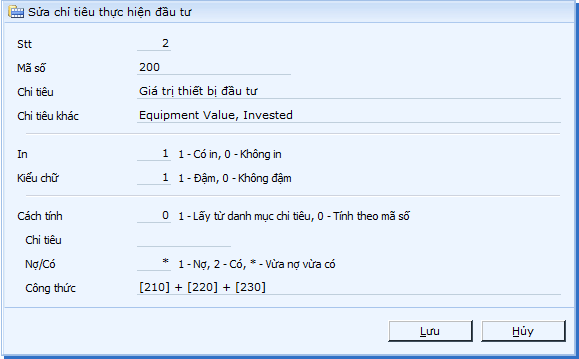 Sửa chỉ tiêu thực hiện đầu tư
Stt 2
Mã số 200
Chỉ tiêu Giá trị thiết bị đầu tư
Chỉ tiêu khác Equipment Value, Invested
In 1 1 - Có in, 0 - Không in
Kiểu chữ 1 1 - Đậm, 0 - Không đậm
Cách tính 0 1 - Lấy từ danh mục chỉ tiêu, 0 - Tính theo mã số
Chỉ tiêu
Nợ/Có * 1 - Nợ, 2 - Có, * - Vừa nợ vừa có
Công thức [210] + [220] + [230]
Lưu Hủy